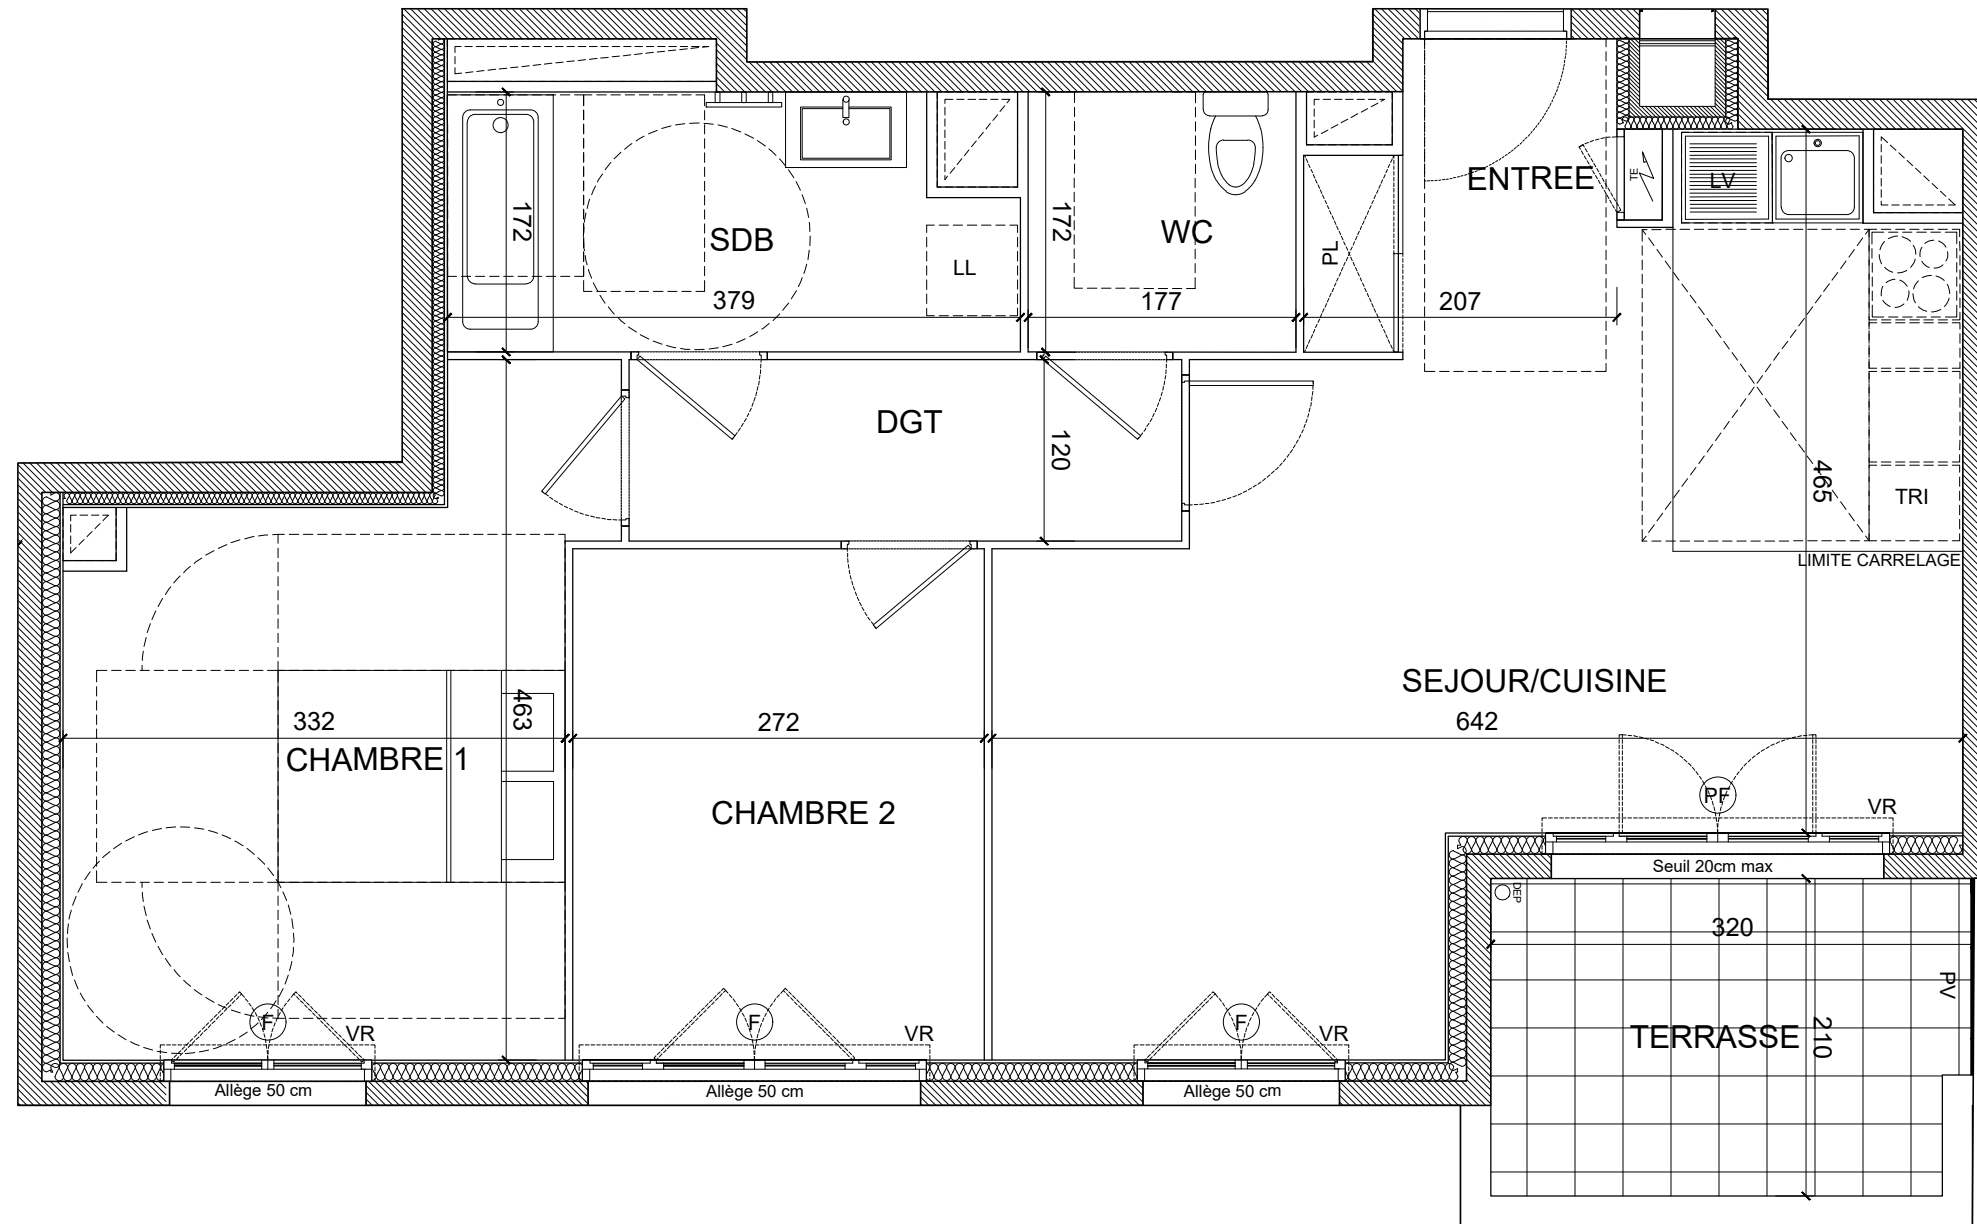 ENTREE
TE
LV
172
SDB
172
WC
PL
LL
379
177
207
DGT
120
465
TRI
LIMITE CARRELAGE
SEJOUR/CUISINE
332
463
272
642
CHAMBRE 1
CHAMBRE 2
PF
VR
Seuil 20cm max
DEP
320
PV
F
VR
F
VR
F
VR
TERRASSE
210
Allège 50 cm
Allège 50 cm
Allège 50 cm